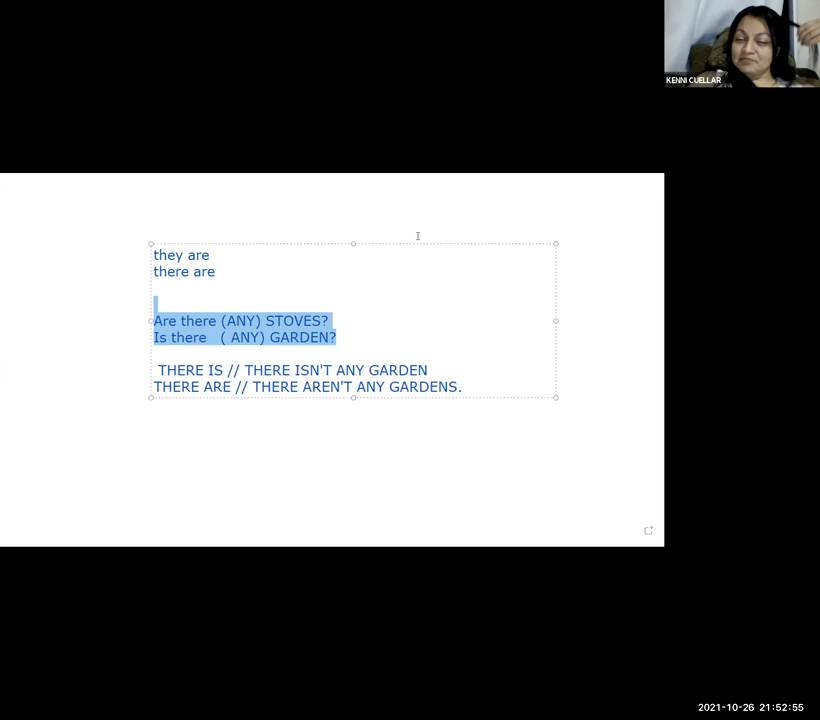 KENNI CUELLAR
they are
there are
Are there (ANY) STOVES?
Is there ( ANY) GARDEN?
THERE IS // THERE ISN'T ANY GARDEN
THERE ARE // THERE AREN'T ANY GARDENS.
2021-10-26 21:52:55